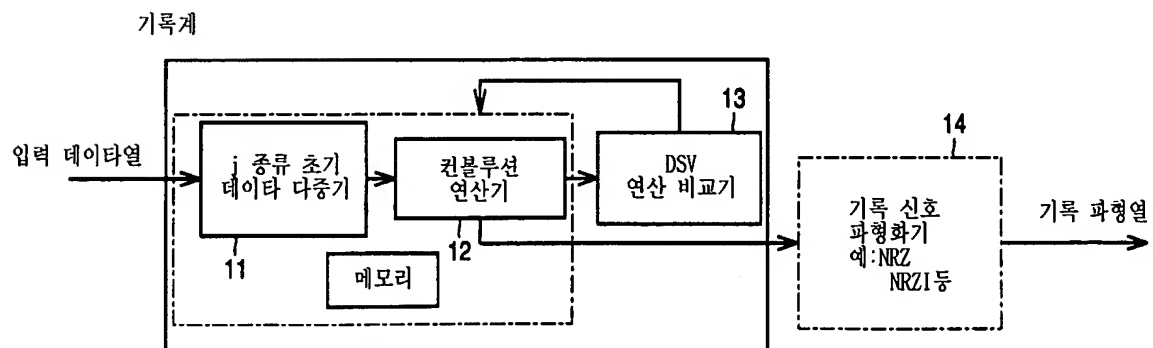 기록계
입력 데이타열
j 종류 초기
데이타 다중기
11
컨볼루션
연산기
12
메모리
13
DSV
연산 비교기
14
기록 신호
파형화기
예:NRZ
NRZI등
기록 파형열